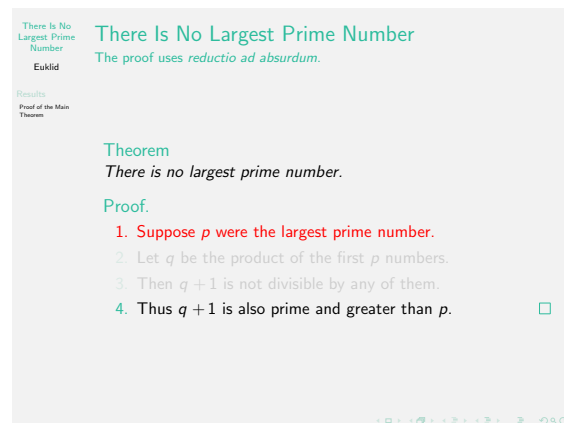 There Is No
Largest Prime
Number
Euklid
Results
Proof of the Main
Theorem
There Is No Largest Prime Number
The proof uses reductio ad absurdum.
Theorem
There is no largest prime number.
Proof.
1. Suppose p were the largest prime number.
2. Let q be the product of the first p numbers.
3. Then q + 1 is not divisible by any of them.
4. Thus q + 1 is also prime and greater than p.